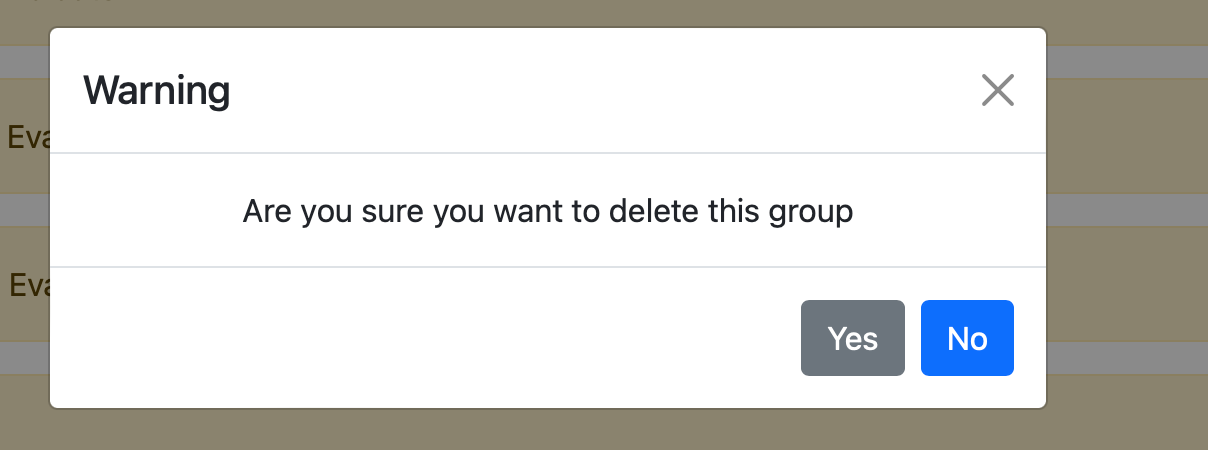 Warning
Are you sure you want to delete this group
Yes
No